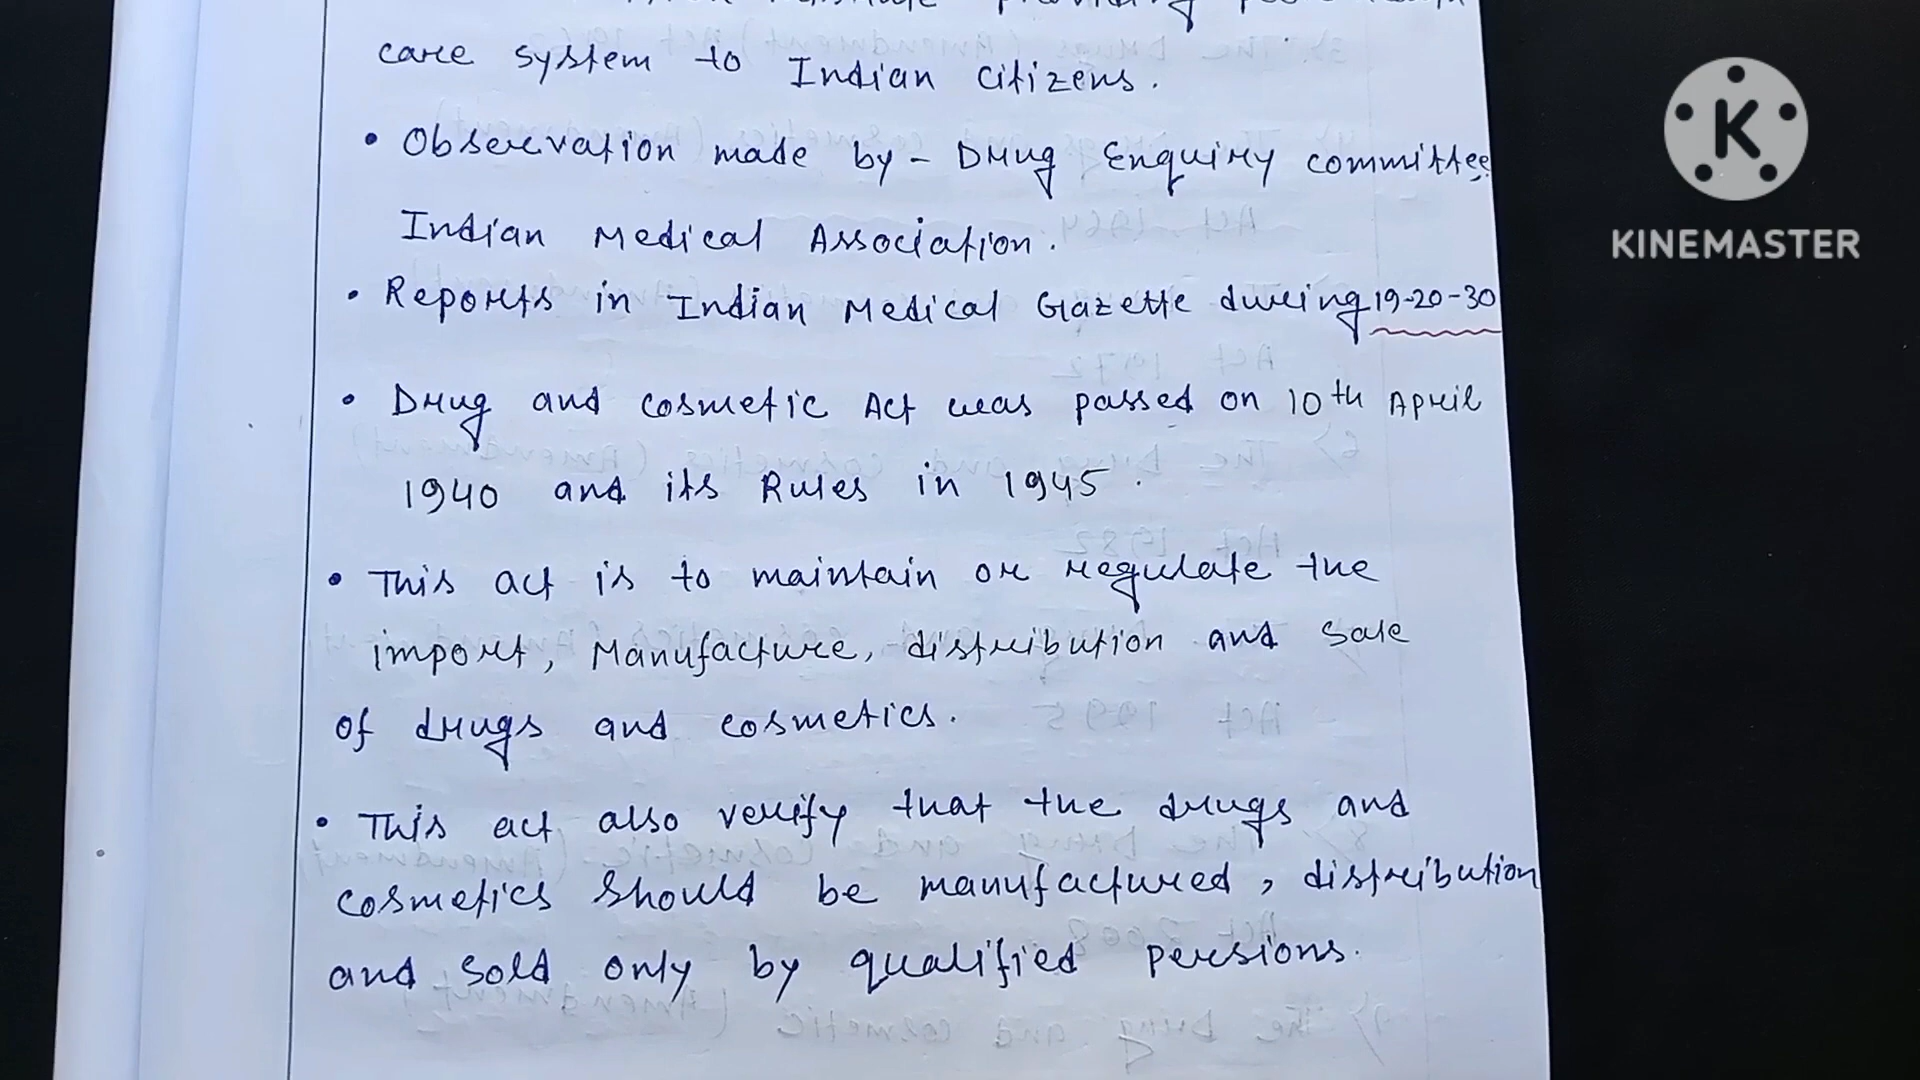 providing
care system to Indian citizens.
• Observation made by - Drug Enquiry committee
Indian Medical Association.
• Reports in Indian Medical Gazette during 19-20-30
• Drug and cosmetic Act was passed on 10th April
1940 and its Rules in 1945.
• This act is to maintain or regulate the
import, Manufacture, distribution and sale
of drugs and cosmetics.
• This act also verify that the drugs and
cosmetics should be manufactured, distribution
and sold only by qualified persions.
K
KINEMASTER